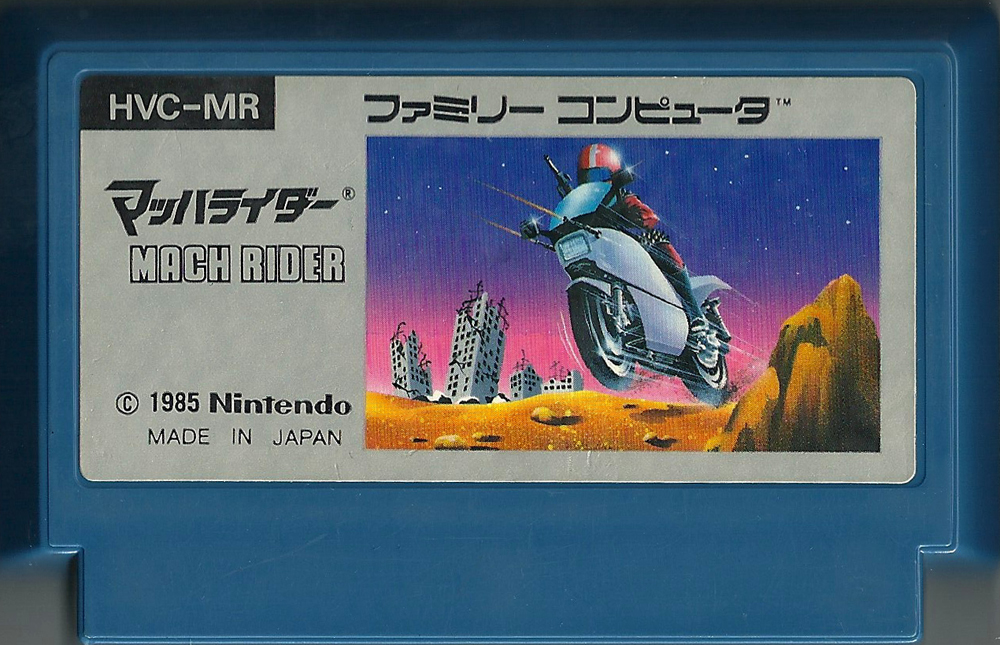 HVC-MR
ファミリー コンピュータ™
マッハライダー®
MACH RIDER
© 1985 Nintendo
MADE IN JAPAN